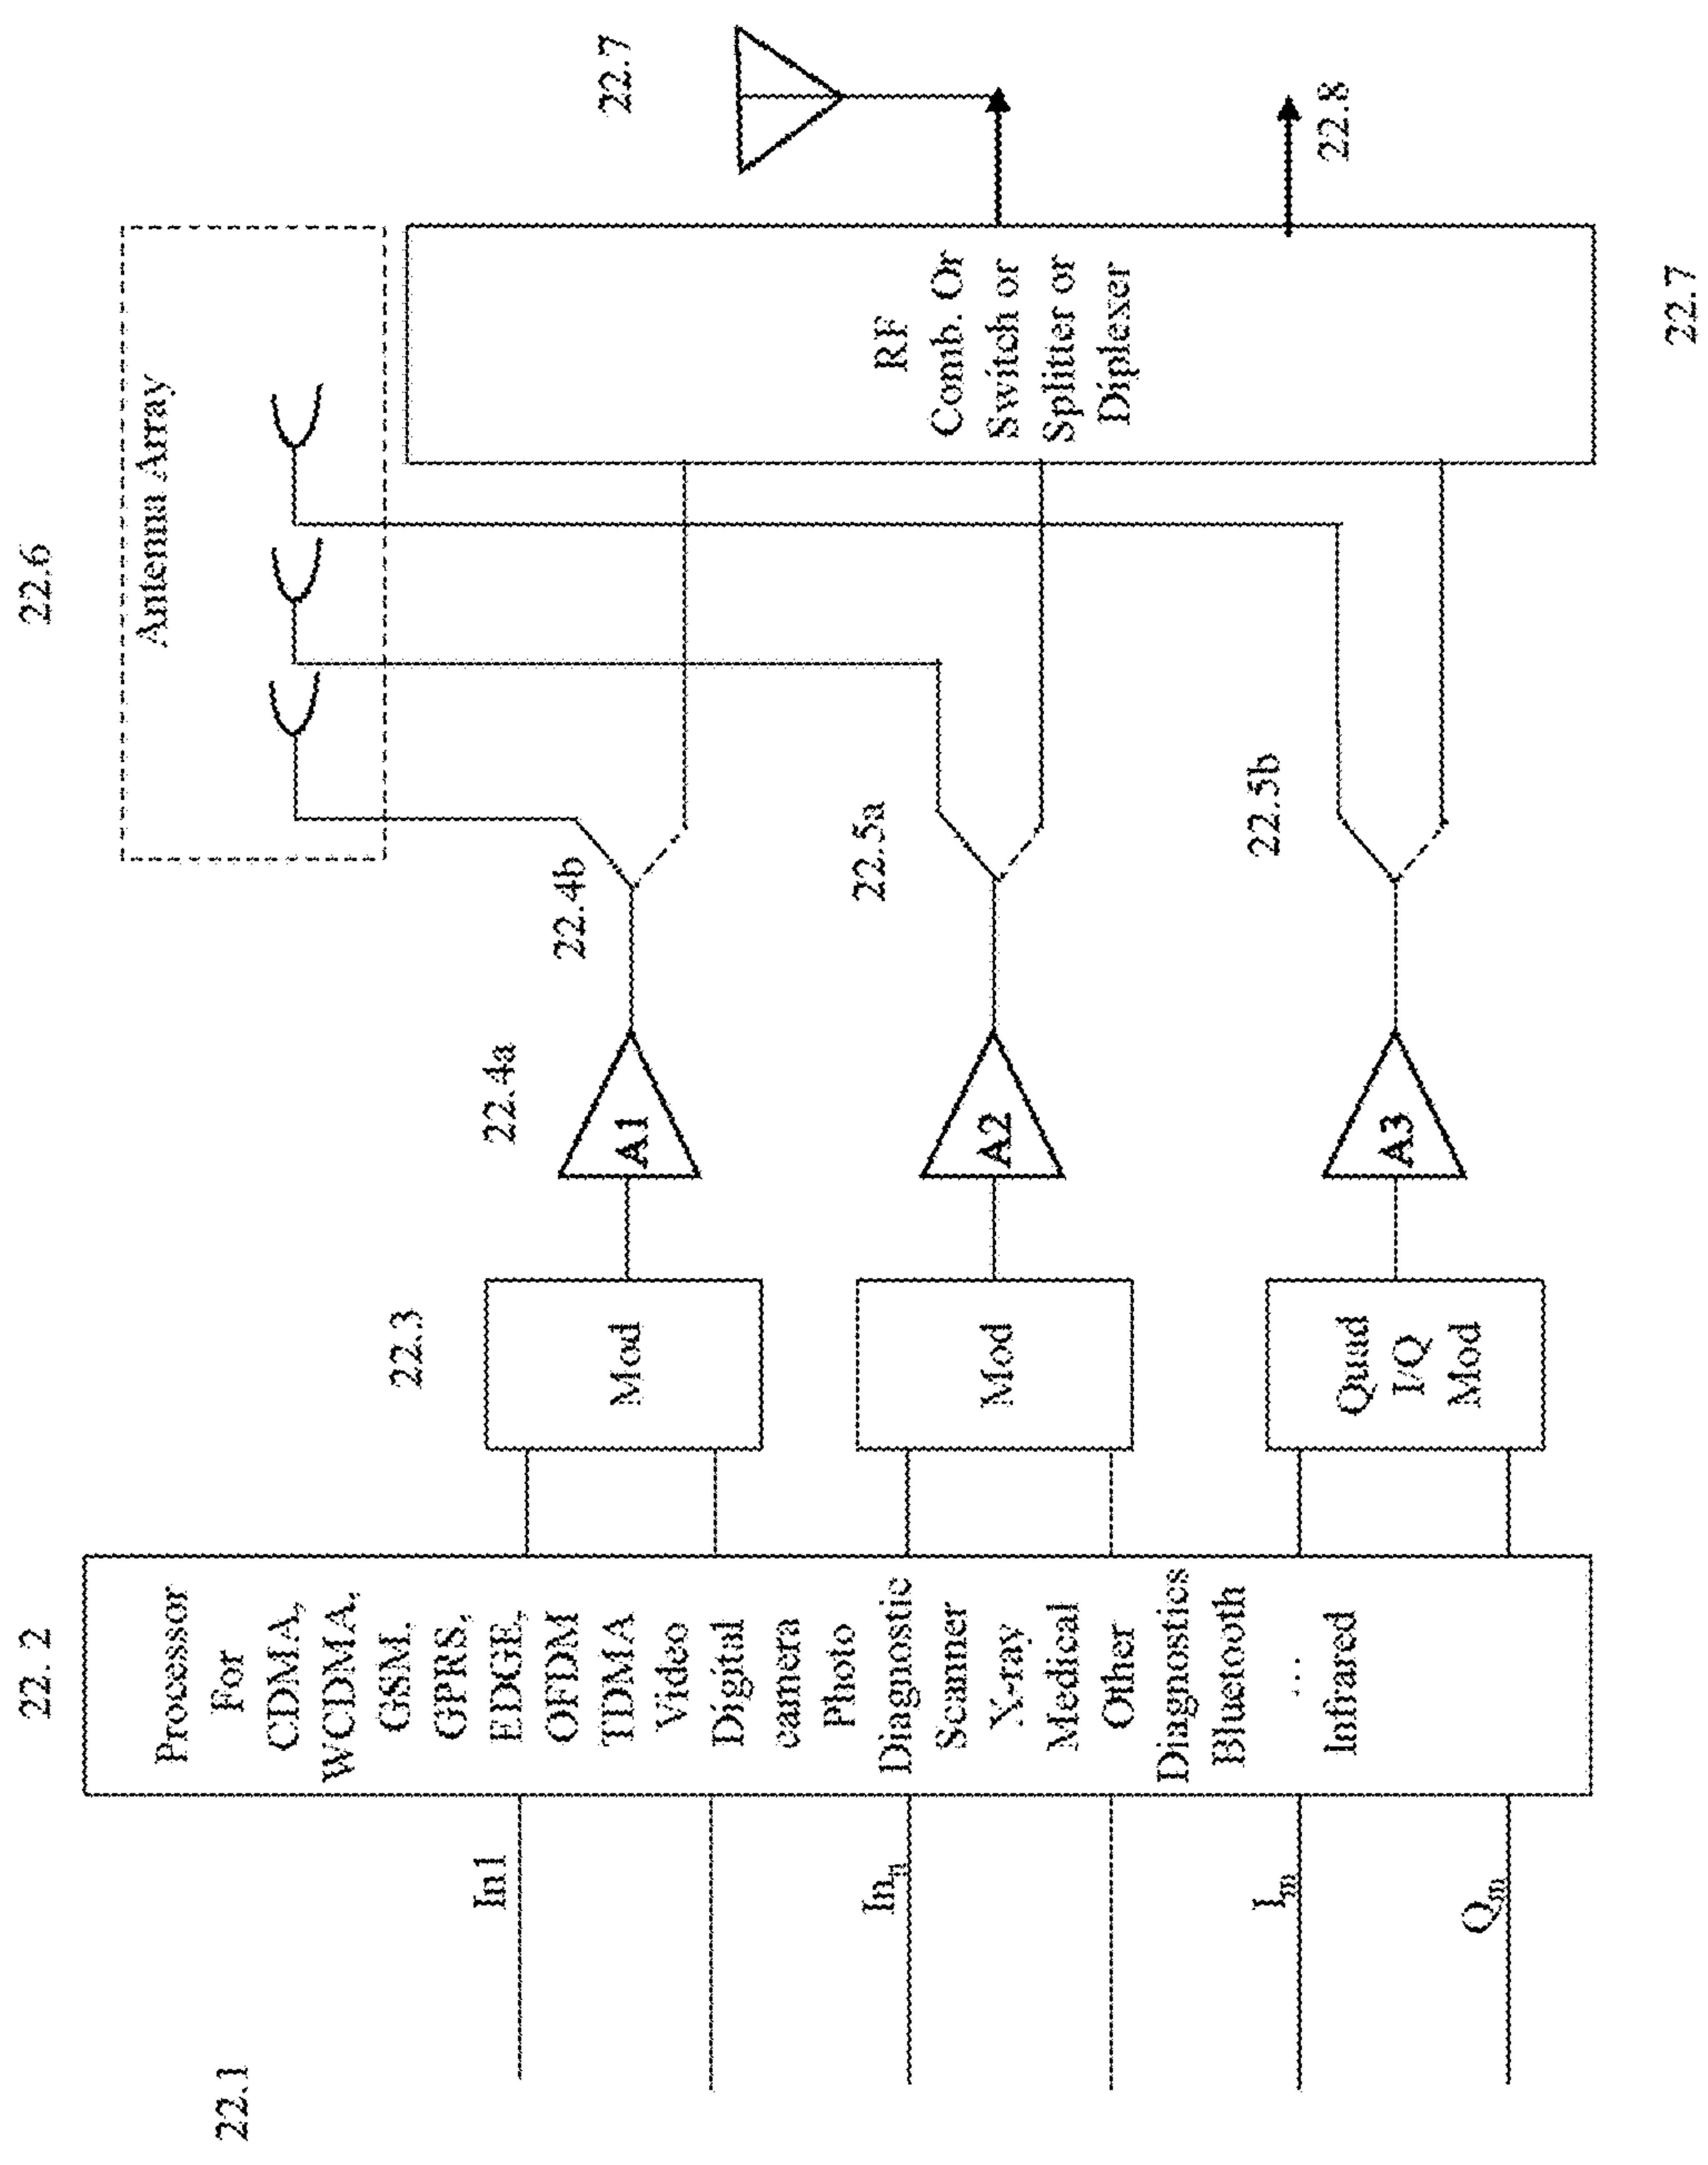 22.1
In1
In_n
I_m
Q_m
22. 2
Processor
For
CDMA,
WCDMA,
GSM,
GPRS,
EDGE,
OFDM
TDMA
Video
Digital
camera
Photo
Diagnostic
Scanner
X-ray
Medical
Other
Diagnostics
Bluetooth
...
Infrared
22.3
Mod
Mod
Quad
I/Q
Mod
22.4a
A1
A2
A3
22.4b
22.5a
22.5b
22.6
Antenna Array
RF
Comb. Or
Switch or
Splitter or
Diplexer
22.7
22.7
22.8